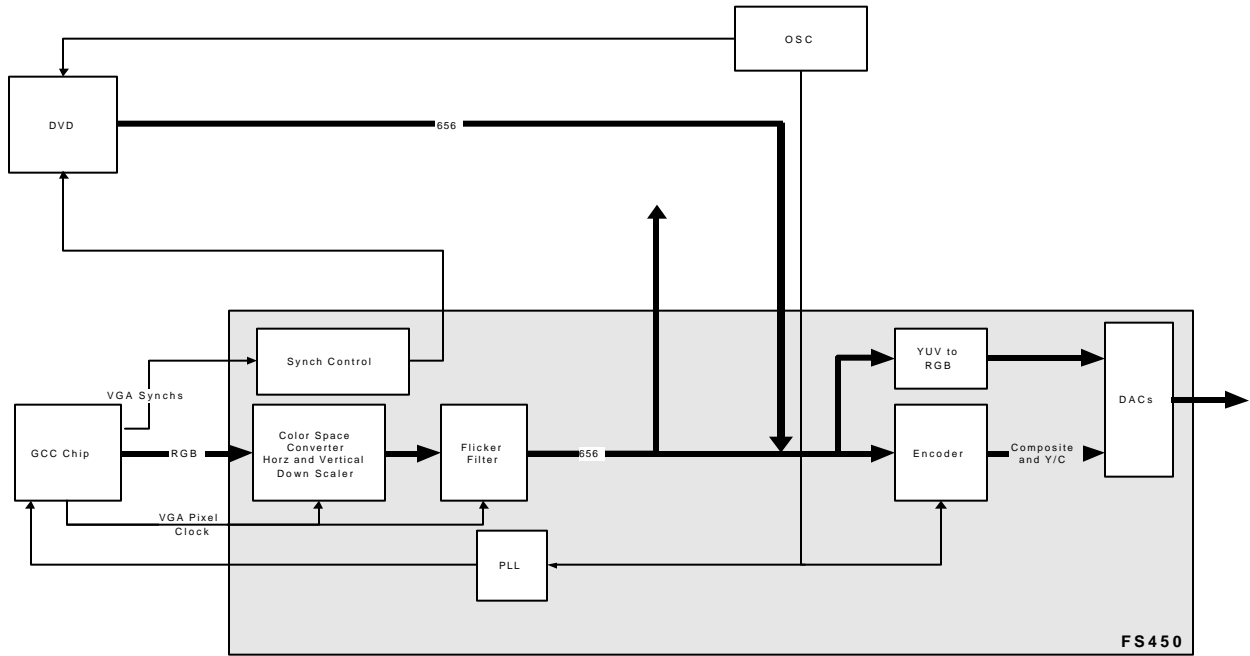 OSC
DVD
656
Synch Control
YUV to
RGB
VGA Synchs
DACs
GCC Chip
RGB
Color Space
Converter
Horz and Vertical
Down Scaler
Flicker
Filter
656
Encoder
Composite
and Y/C
VGA Pixel
Clock
PLL
FS450